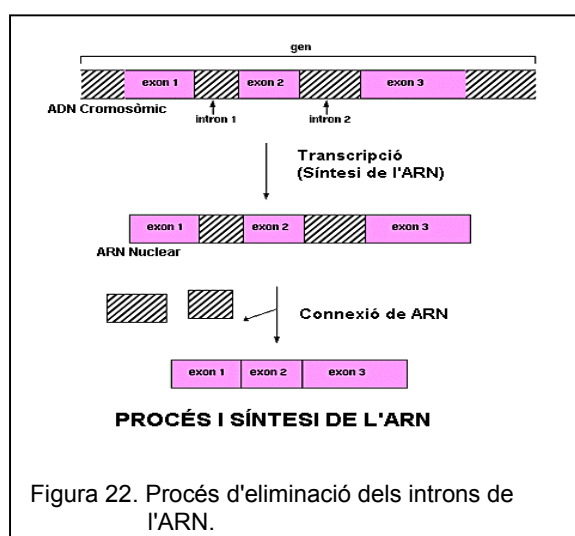 gen
exon 1 exon 2 exon 3
ADN Cromosòmic
intron 1 intron 2
Transcripció
(Síntesi de l'ARN)
exon 1 exon 2 exon 3
ARN Nuclear
Connexió de ARN
exon 1 exon 2 exon 3
PROCÉS I SÍNTESI DE L'ARN
Figura 22. Procés d'eliminació dels introns de
l'ARN.